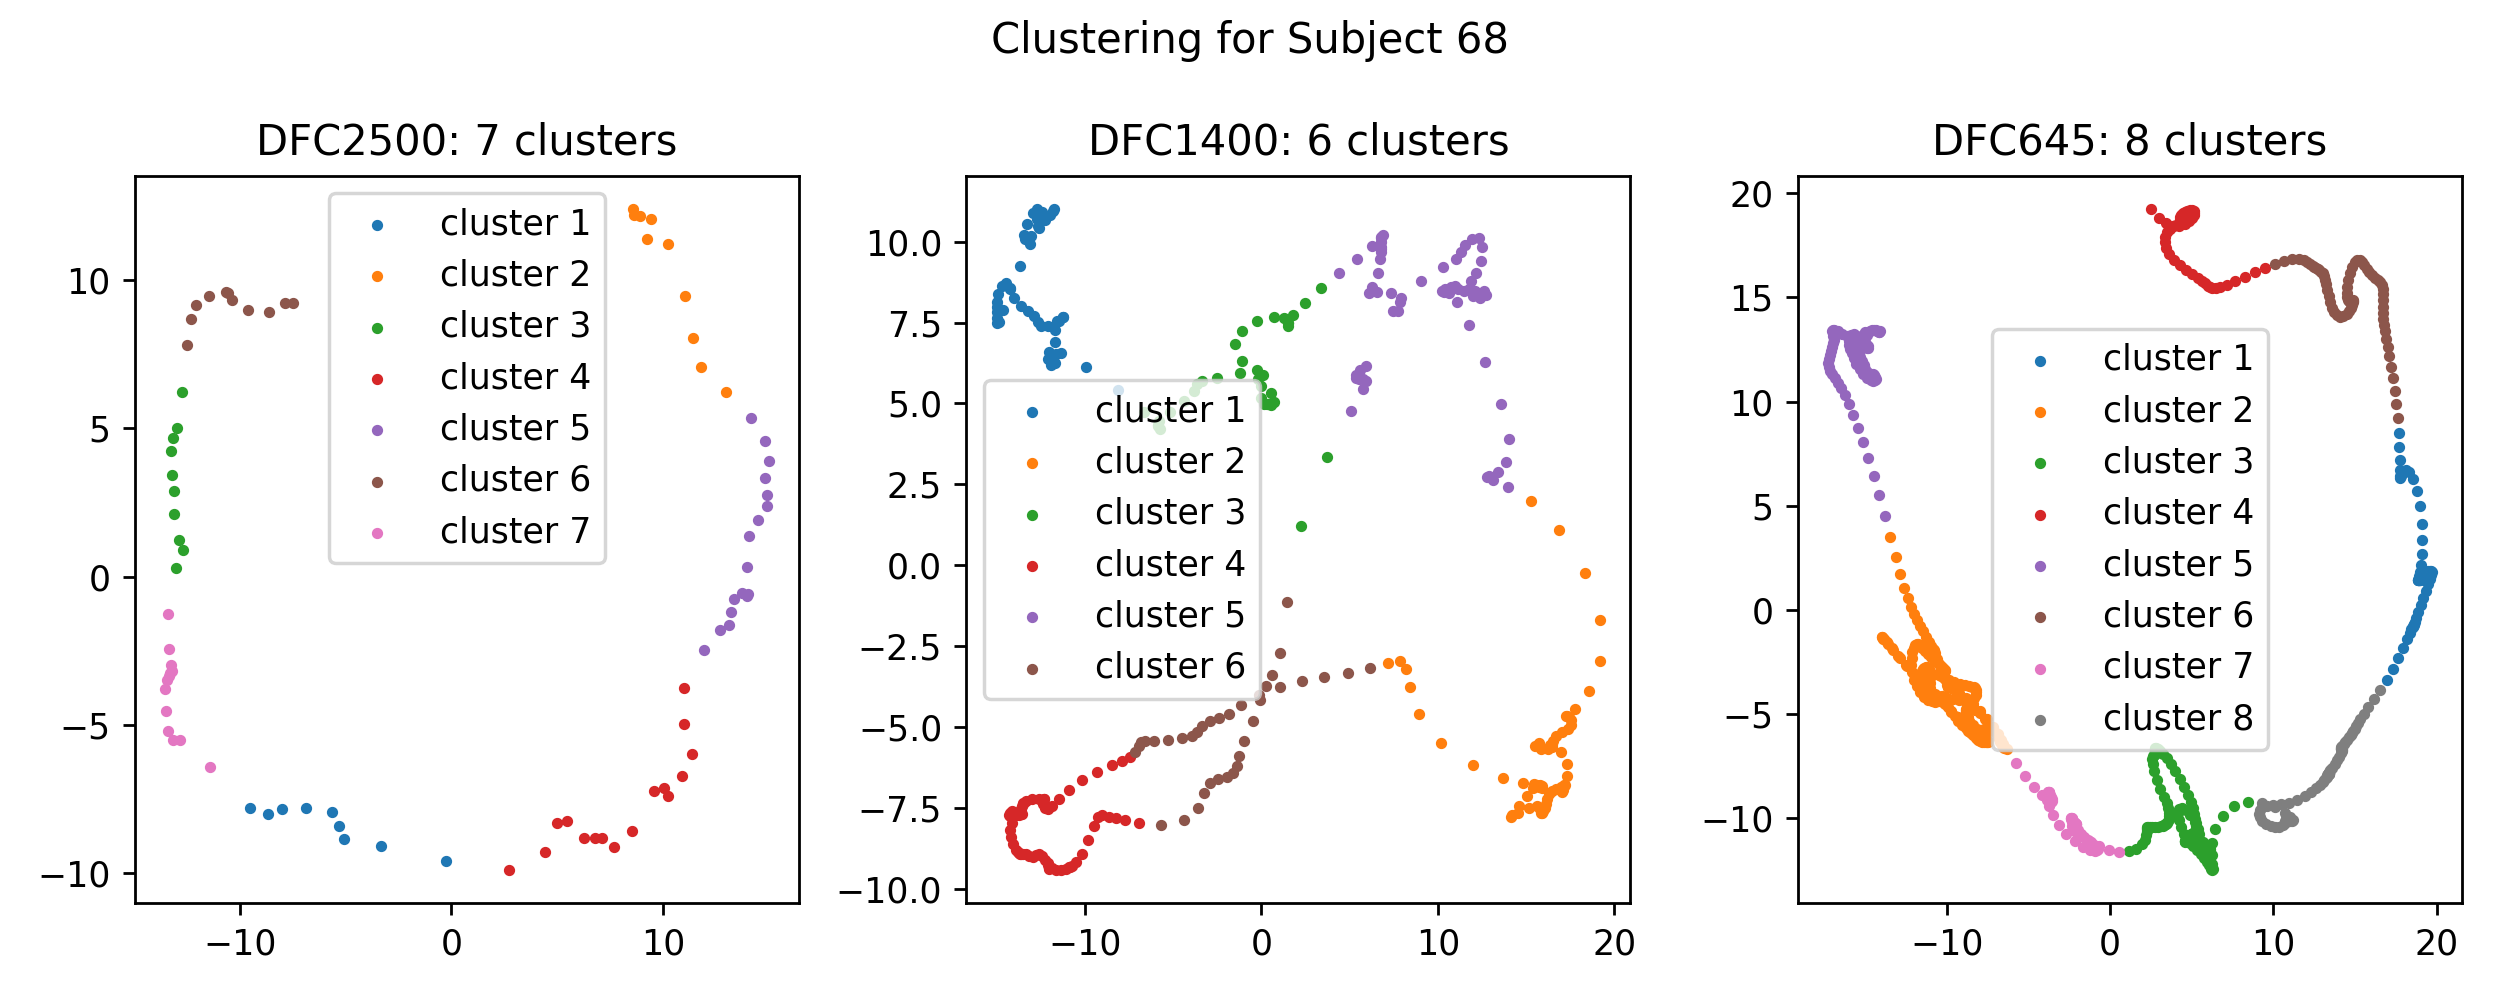 Clustering for Subject 68
DFC2500: 7 clusters
10
5
0
−5
−10
−10
0
10
cluster 1
cluster 2
cluster 3
cluster 4
cluster 5
cluster 6
cluster 7
DFC1400: 6 clusters
10.0
7.5
5.0
2.5
0.0
−2.5
−5.0
−7.5
−10.0
−10
0
10
20
cluster 1
cluster 2
cluster 3
cluster 4
cluster 5
cluster 6
DFC645: 8 clusters
20
15
10
5
0
−5
−10
−10
0
10
20
cluster 1
cluster 2
cluster 3
cluster 4
cluster 5
cluster 6
cluster 7
cluster 8